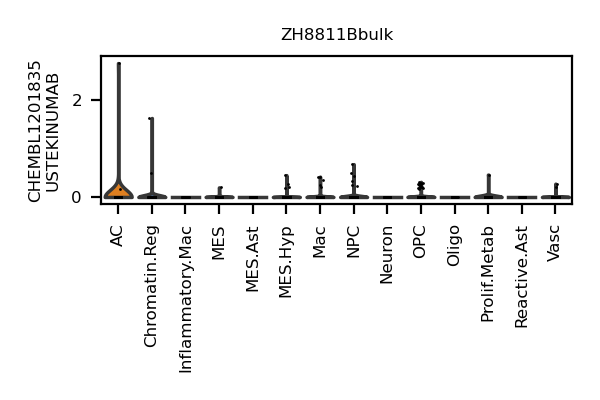 ZH8811Bbulk
CHEMBL1201835
USTEKINUMAB
2
0
AC
Chromatin.Reg
Inflammatory.Mac
MES
MES.Ast
MES.Hyp
Mac
NPC
Neuron
OPC
Oligo
Prolif.Metab
Reactive.Ast
Vasc